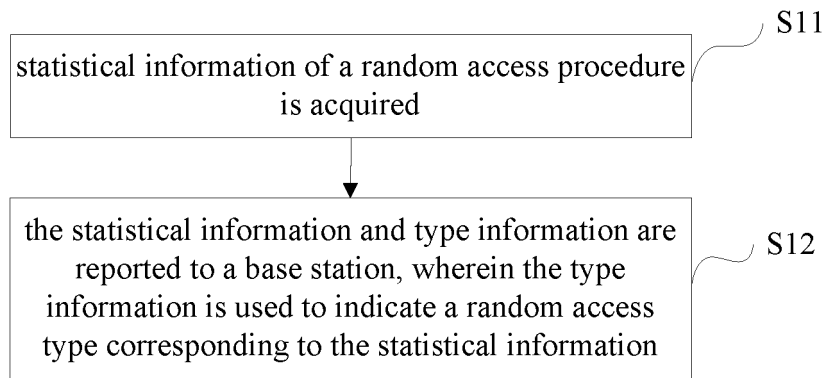 S11
statistical information of a random access procedure
is acquired
the statistical information and type information are
reported to a base station, wherein the type
information is used to indicate a random access
type corresponding to the statistical information
S12